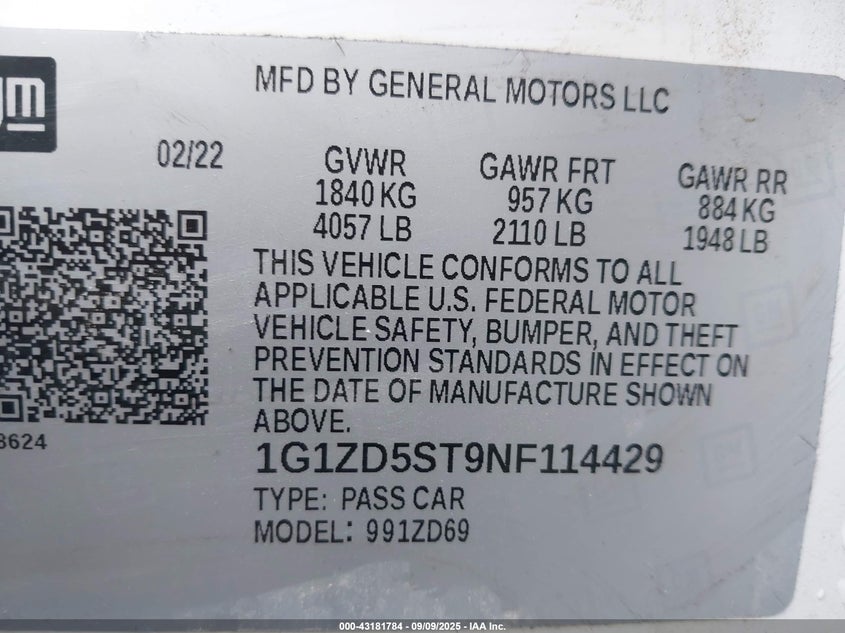 gm
MFD BY GENERAL MOTORS LLC
02/22
GVWR
1840 KG
4057 LB
GAWR FRT
957 KG
2110 LB
GAWR RR
884 KG
1948 LB
THIS VEHICLE CONFORMS TO ALL
APPLICABLE U.S. FEDERAL MOTOR
VEHICLE SAFETY, BUMPER, AND THEFT
PREVENTION STANDARDS IN EFFECT ON
THE DATE OF MANUFACTURE SHOWN
ABOVE.
8624
1G1ZD5ST9NF114429
TYPE: PASS CAR
MODEL: 991ZD69
000-43181784 - 09/09/2025 - IAA Inc.